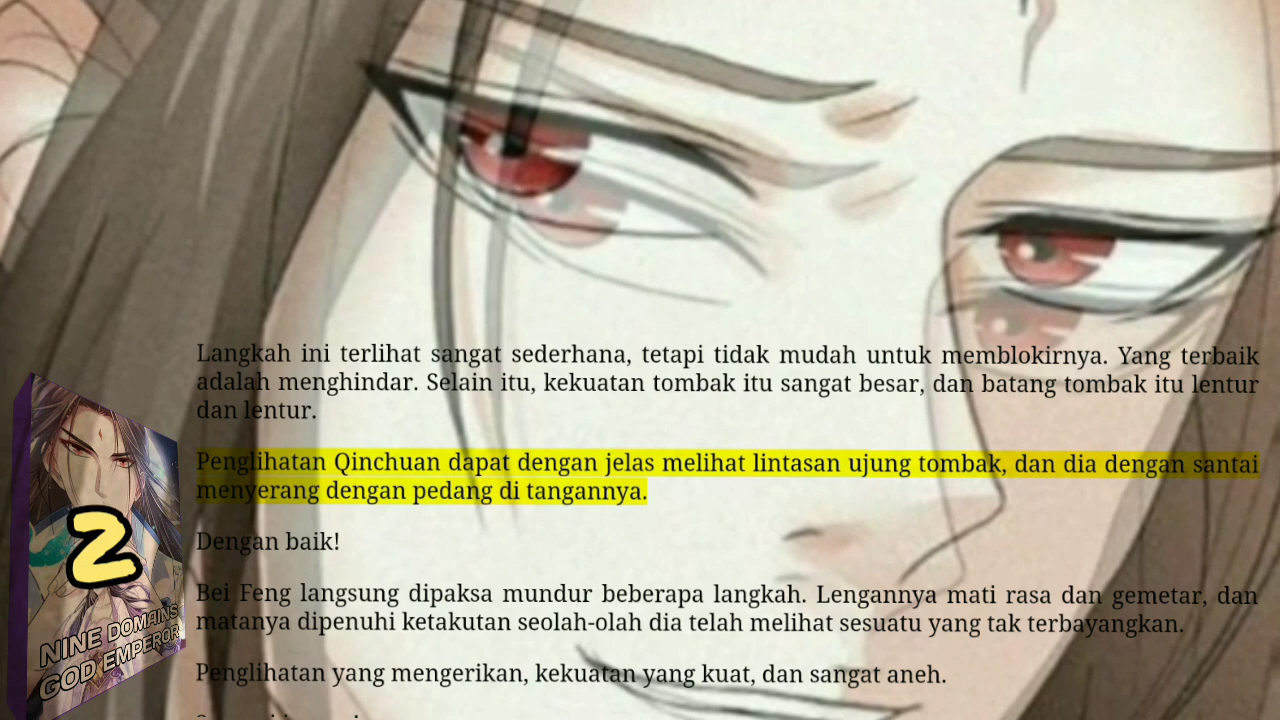 Langkah ini terlihat sangat sederhana, tetapi tidak mudah untuk memblokirnya. Yang terbaik
adalah menghindar. Selain itu, kekuatan tombak itu sangat besar, dan batang tombak itu lentur
dan lentur.
Penglihatan Qinchuan dapat dengan jelas melihat lintasan ujung tombak, dan dia dengan santai
menyerang dengan pedang di tangannya.
Dengan baik!
Bei Feng langsung dipaksa mundur beberapa langkah. Lengannya mati rasa dan gemetar, dan
matanya dipenuhi ketakutan seolah-olah dia telah melihat sesuatu yang tak terbayangkan.
Penglihatan yang mengerikan, kekuatan yang kuat, dan sangat aneh.
2
NINE DOMAINS
GOD EMPEROR